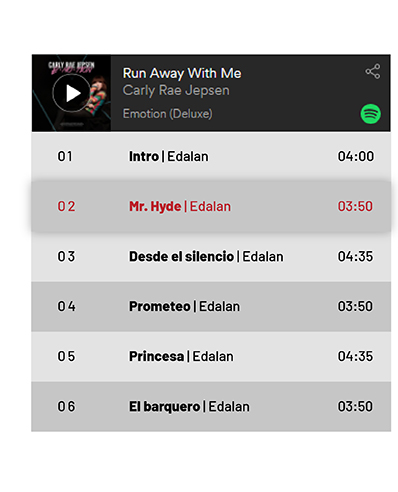 CARLY RAE JEPSEN
EMOTION
Run Away With Me
Carly Rae Jepsen
Emotion (Deluxe)
01 Intro | Edalan 04:00
02 Mr. Hyde | Edalan 03:50
03 Desde el silencio | Edalan 04:35
04 Prometeo | Edalan 03:50
05 Princesa | Edalan 04:35
06 El barquero | Edalan 03:50